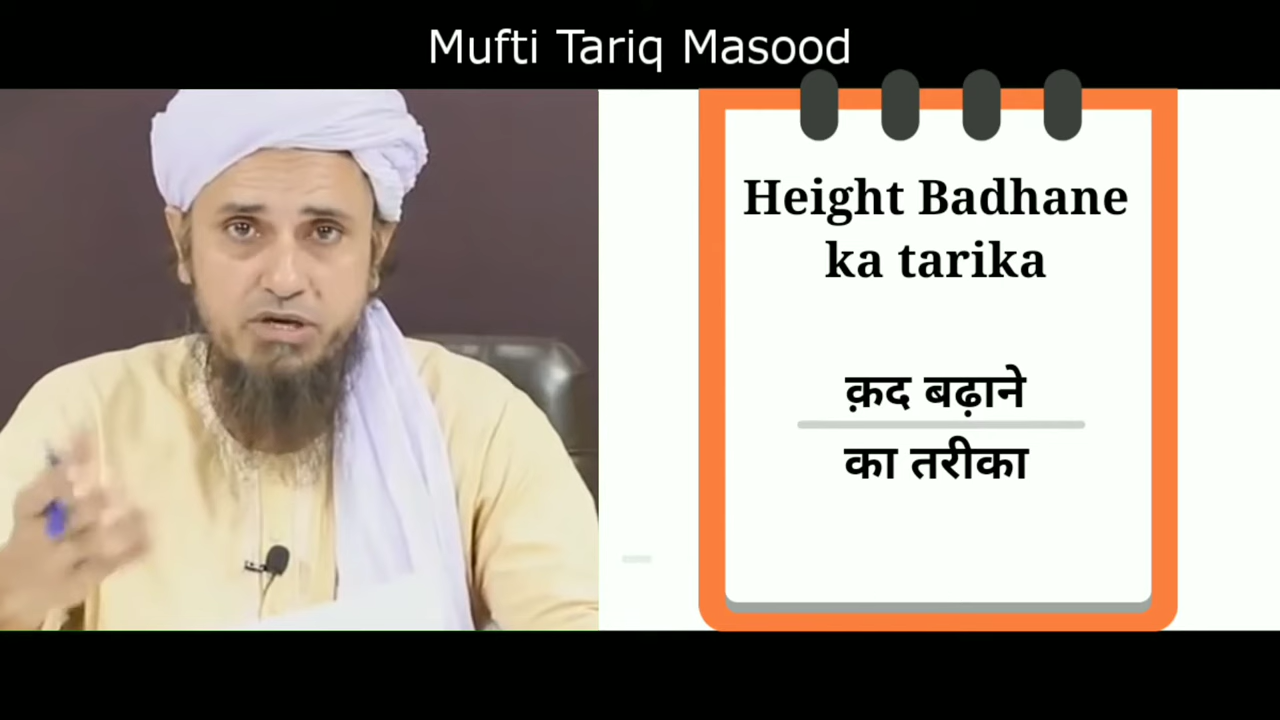 Mufti Tariq Masood
Height Badhane
ka tarika
क़द बढ़ाने
का तरीका